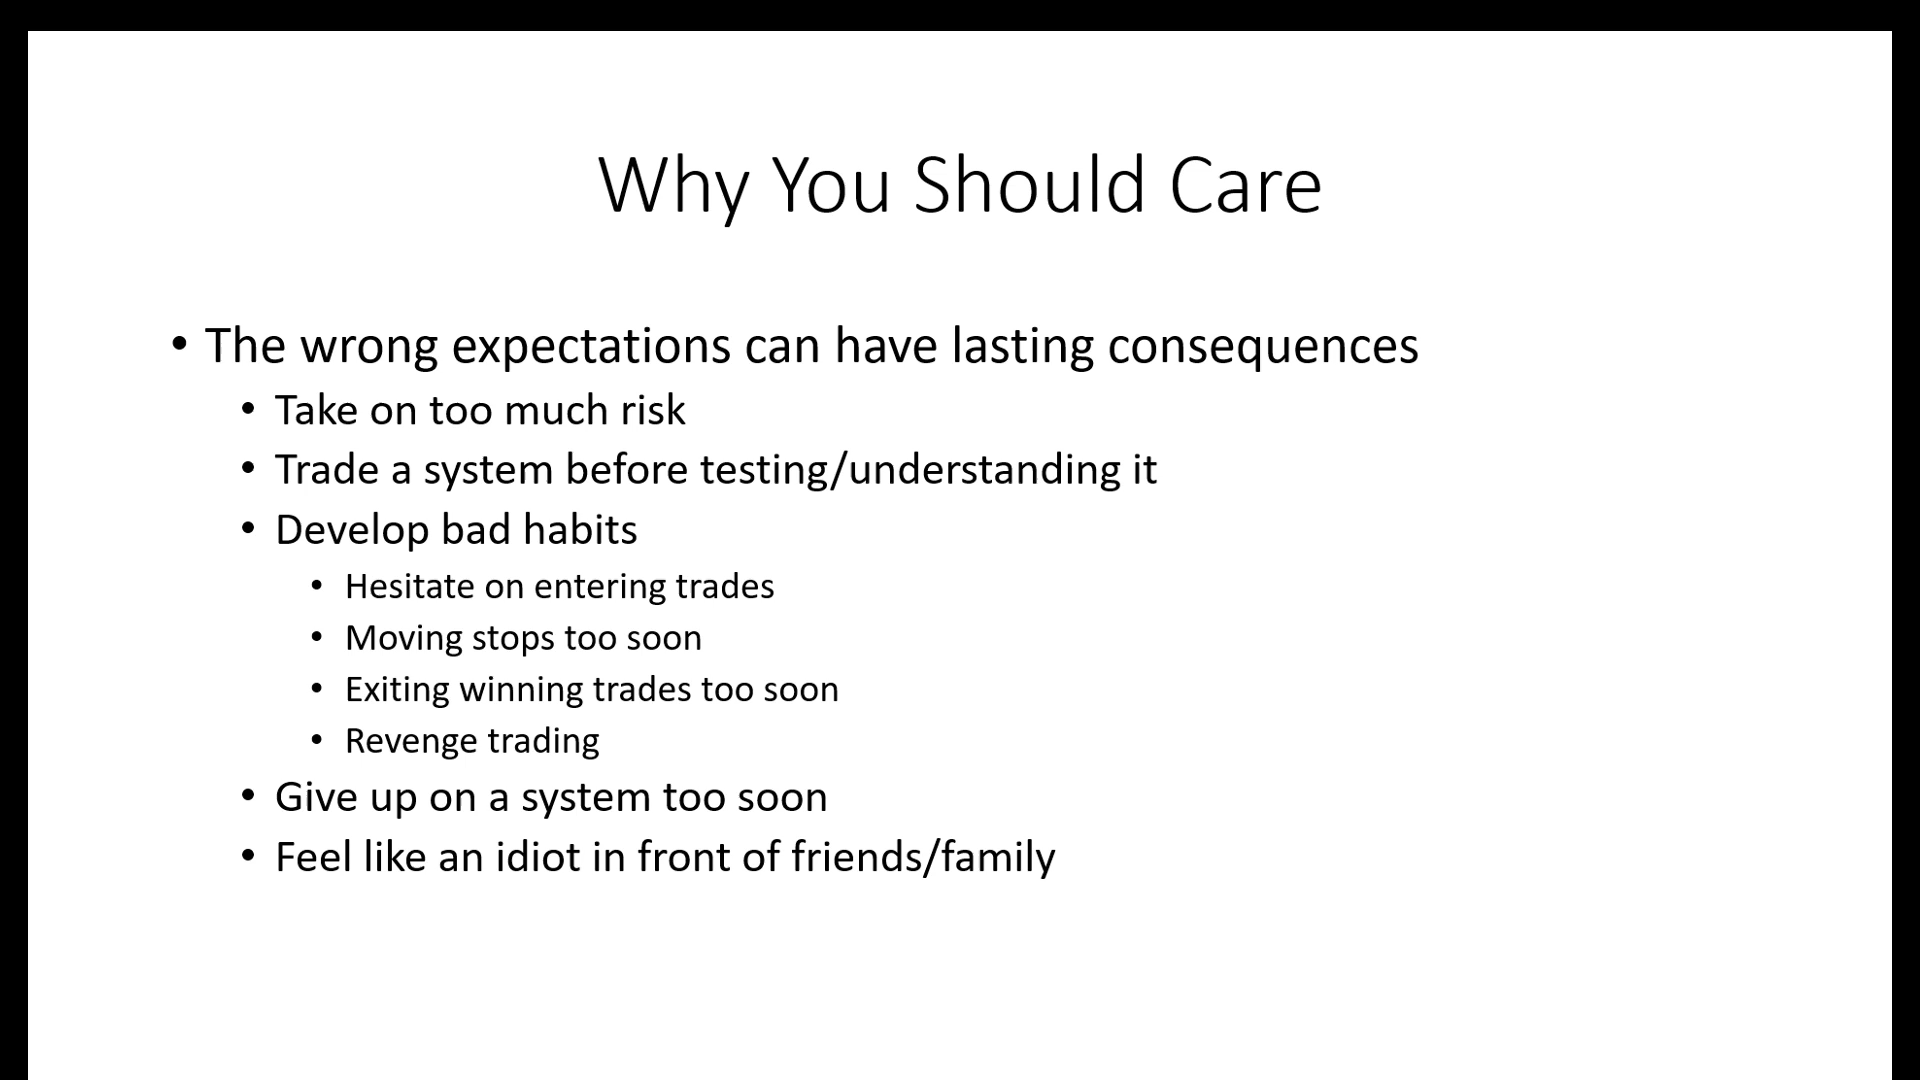 Why You Should Care
• The wrong expectations can have lasting consequences
• Take on too much risk
• Trade a system before testing/understanding it
• Develop bad habits
• Hesitate on entering trades
• Moving stops too soon
• Exiting winning trades too soon
• Revenge trading
• Give up on a system too soon
• Feel like an idiot in front of friends/family